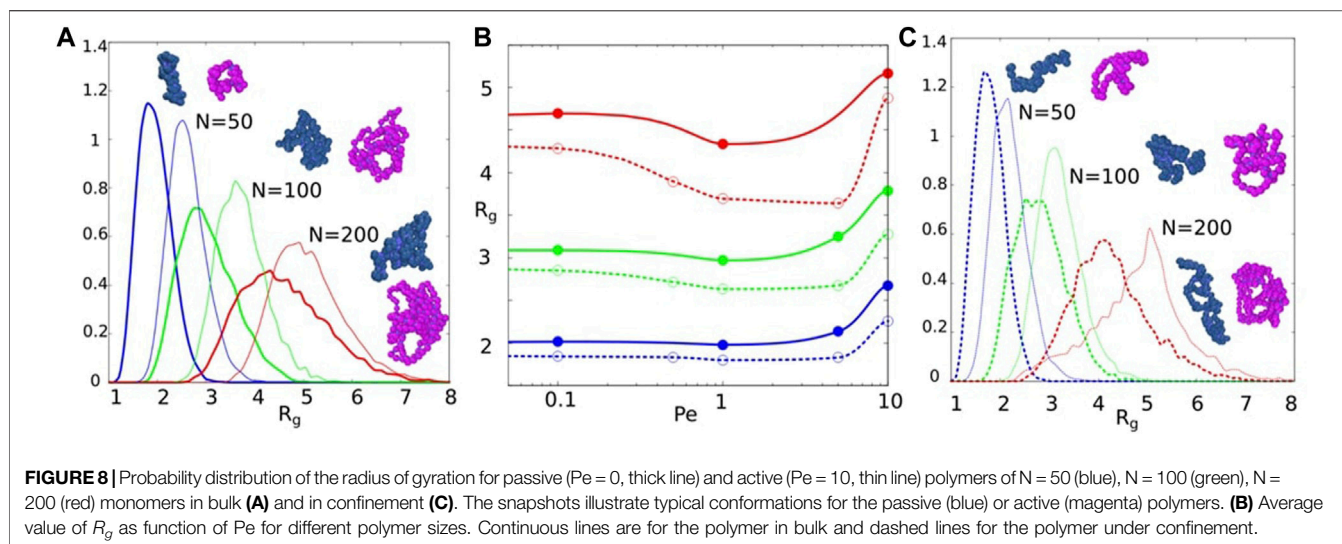 A
1.4
1.2
1
0.8
0.6
0.4
0.2
0
N=50
N=100
N=200
1 2 3 4 5 6 7 8
Rg
B
5
4
Rg
3
2
0.1 1 10
Pe
C
1.4
1.2
1
0.8
0.6
0.4
0.2
0
N=50
N=100
N=200
1 2 3 4 5 6 7 8
Rg
FIGURE 8 | Probability distribution of the radius of gyration for passive (Pe = 0, thick line) and active (Pe = 10, thin line) polymers of N = 50 (blue), N = 100 (green), N =
200 (red) monomers in bulk (A) and in confinement (C). The snapshots illustrate typical conformations for the passive (blue) or active (magenta) polymers. (B) Average
value of Rg as function of Pe for different polymer sizes. Continuous lines are for the polymer in bulk and dashed lines for the polymer under confinement.